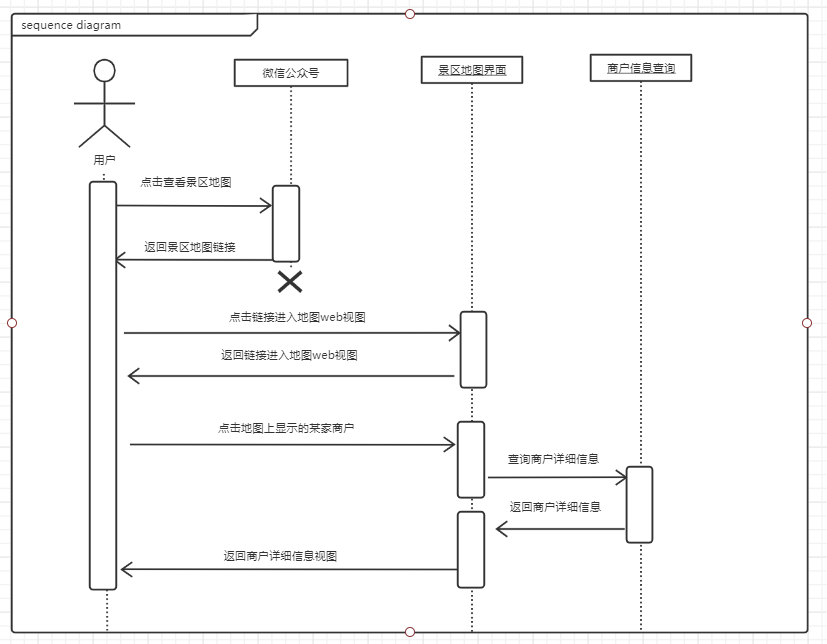 sequence diagram
微信公众号
景区地图界面
商户信息查询
用户
点击查看景区地图
返回景区地图链接
点击链接进入地图web视图
返回链接进入地图web视图
点击地图上显示的某家商户
查询商户详细信息
返回商户详细信息
返回商户详细信息视图